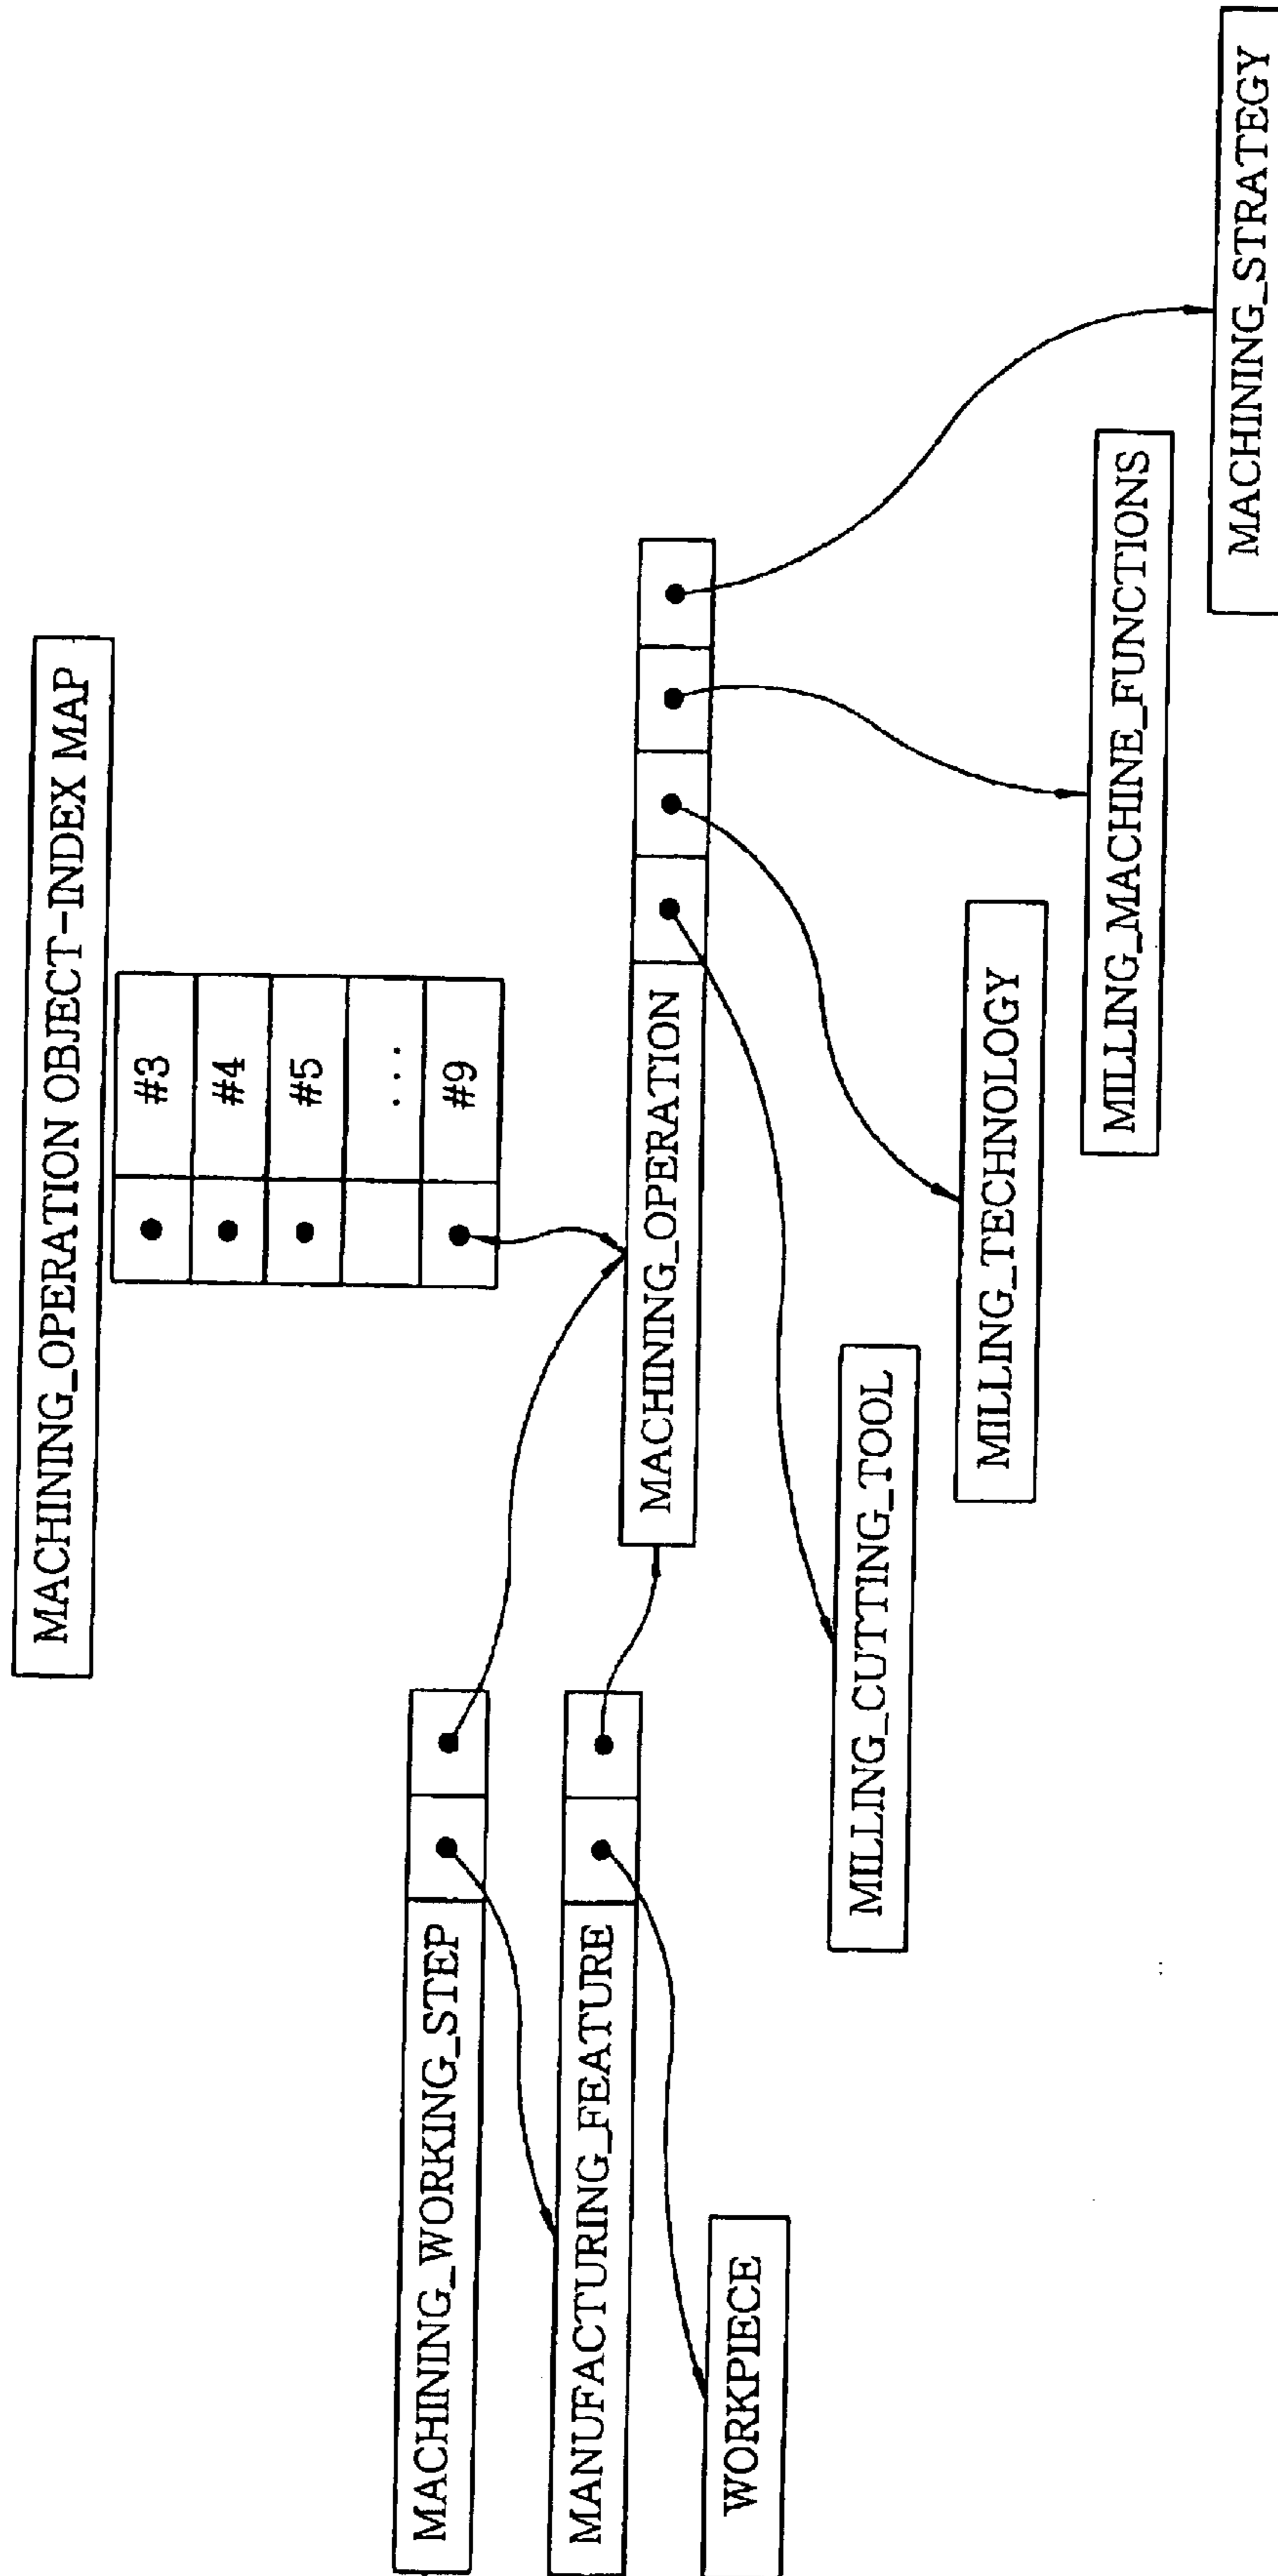 MACHINING_OPERATION OBJECT-INDEX MAP
#3
#4
#5
...
#9
MACHINING_WORKING_STEP
MANUFACTURING_FEATURE
WORKPIECE
MACHINING_OPERATION
MILLING_CUTTING_TOOL
MILLING_TECHNOLOGY
MILLING_MACHINE_FUNCTIONS
MACHINING_STRATEGY